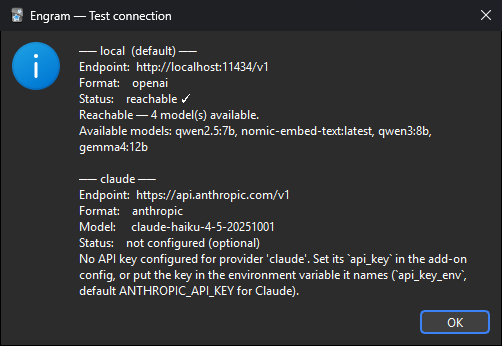 Engram — Test connection
── local (default) ──
Endpoint: http://localhost:11434/v1
Format: openai
Status: reachable ✓
Reachable — 4 model(s) available.
Available models: qwen2.5:7b, nomic-embed-text:latest, qwen3:8b,
gemma4:12b
── claude ──
Endpoint: https://api.anthropic.com/v1
Format: anthropic
Model: claude-haiku-4-5-20251001
Status: not configured (optional)
No API key configured for provider 'claude'. Set its `api_key` in the add-on
config, or put the key in the environment variable it names (`api_key_env`,
default ANTHROPIC_API_KEY for Claude).
OK